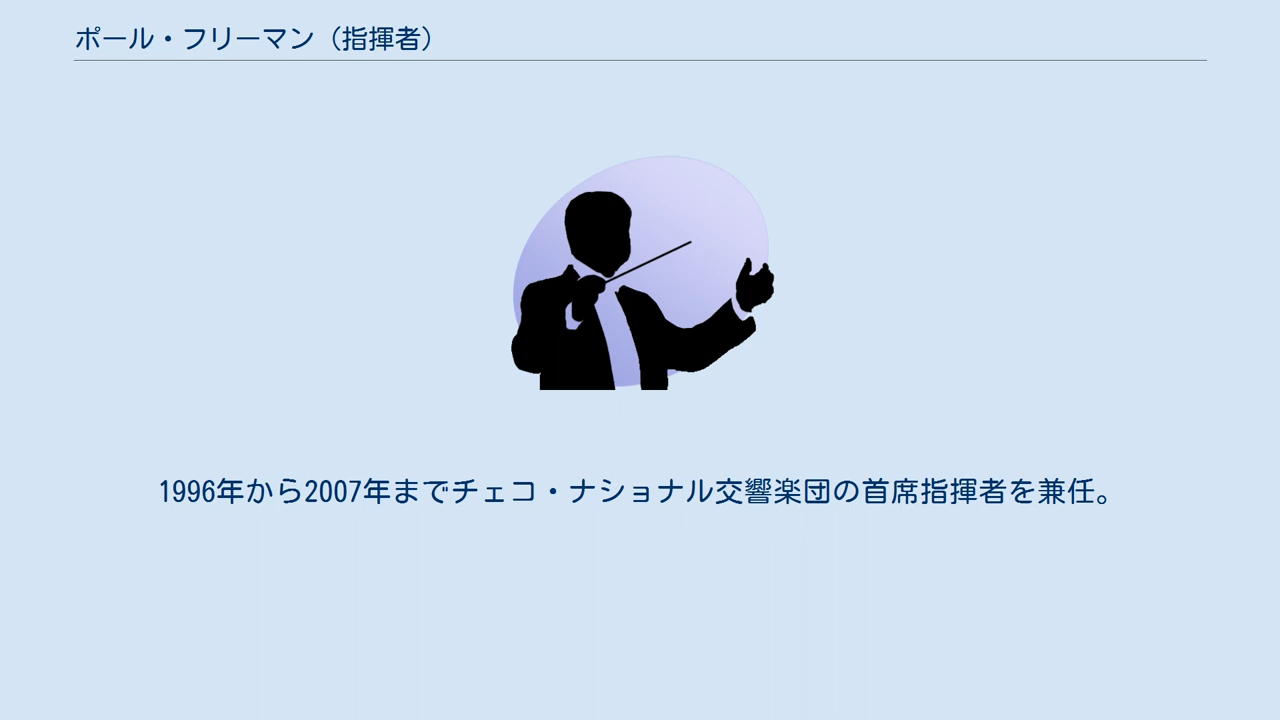 ポール・フリーマン（指揮者）
1996年から2007年までチェコ・ナショナル交響楽団の首席指揮者を兼任。